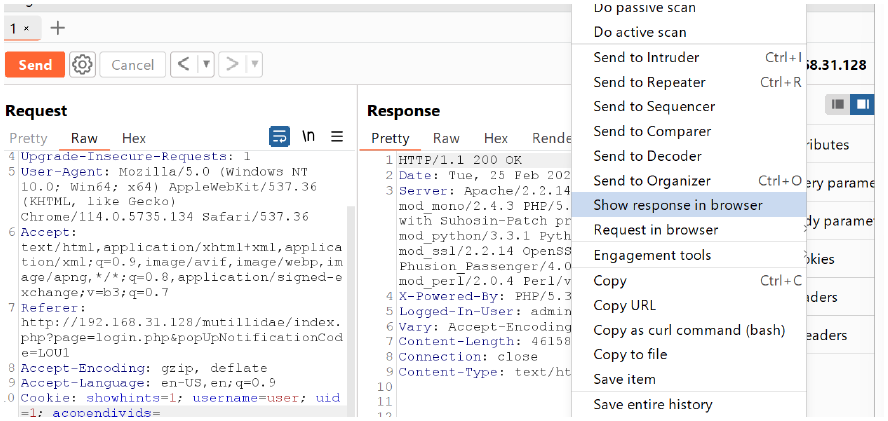 1 ×
+
Send
Cancel
<
>
68.31.128
Request
Pretty
Raw
Hex
\n
4 Upgrade-Insecure-Requests: 1
5 User-Agent: Mozilla/5.0 (Windows NT
10.0; Win64; x64) AppleWebKit/537.36
(KHTML, like Gecko)
Chrome/114.0.5735.134 Safari/537.36
6 Accept:
text/html,application/xhtml+xml,applica
tion/xml;q=0.9,image/avif,image/webp,im
age/apng,*/*;q=0.8,application/signed-e
xchange;v=b3;q=0.7
7 Referer:
http://192.168.31.128/mutillidae/index.
php?page=login.php&popUpNotificationCod
e=LOU1
8 Accept-Encoding: gzip, deflate
9 Accept-Language: en-US,en;q=0.9
0 Cookie: showhints=1; username=user; uid
=1; acopendivids=
Response
Pretty
Raw
Hex
Rende
1 HTTP/1.1 200 OK
2 Date: Tue, 25 Feb 202
3 Server: Apache/2.2.14
mod_mono/2.4.3 PHP/5.
with Suhosin-Patch pr
mod_python/3.3.1 Pyth
mod_ssl/2.2.14 OpenSS
Phusion_Passenger/4.0
mod_perl/2.0.4 Perl/v
4 X-Powered-By: PHP/5.3
5 Logged-In-User: admin
6 Vary: Accept-Encoding
7 Content-Length: 46158
8 Connection: close
9 Content-Type: text/ht
10
11
12
Do passive scan
Do active scan
Send to Intruder Ctrl+I
Send to Repeater Ctrl+R
Send to Sequencer
Send to Comparer
Send to Decoder
Send to Organizer Ctrl+O
Show response in browser
Request in browser
Engagement tools
Copy Ctrl+C
Copy URL
Copy as curl command (bash)
Copy to file
Save item
Save entire history
ributes
ery parame
dy paramet
okies
aders
eaders